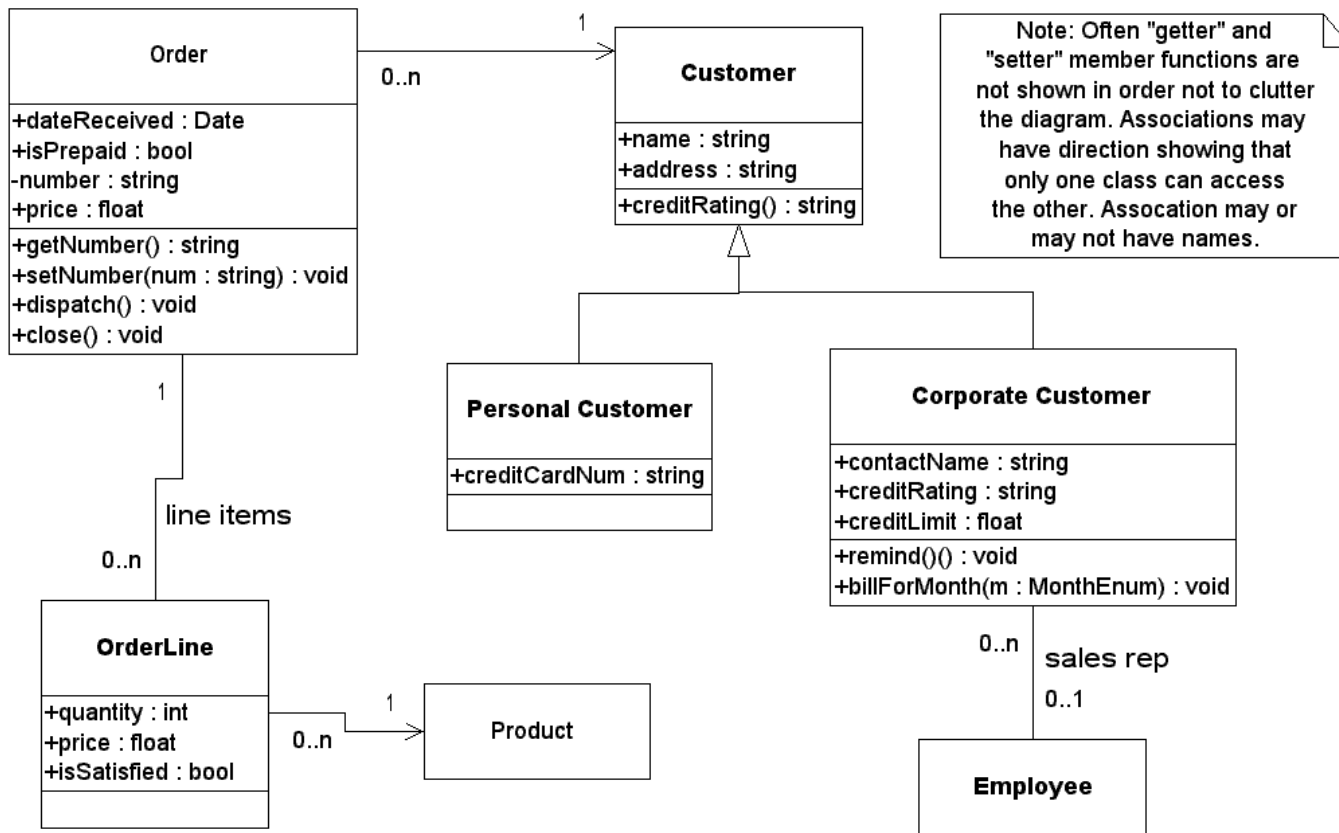 Order
+dateReceived : Date
+isPrepaid : bool
-number : string
+price : float
+getNumber() : string
+setNumber(num : string) : void
+dispatch() : void
+close() : void
1
0..n
Customer
+name : string
+address : string
+creditRating() : string
Note: Often "getter" and
"setter" member functions are
not shown in order not to clutter
the diagram. Associations may
have direction showing that
only one class can access
the other. Assocation may or
may not have names.
Personal Customer
+creditCardNum : string
Corporate Customer
+contactName : string
+creditRating : string
+creditLimit : float
+remind()() : void
+billForMonth(m : MonthEnum) : void
1
line items
0..n
OrderLine
+quantity : int
+price : float
+isSatisfied : bool
1
0..n
Product
0..n
sales rep
0..1
Employee